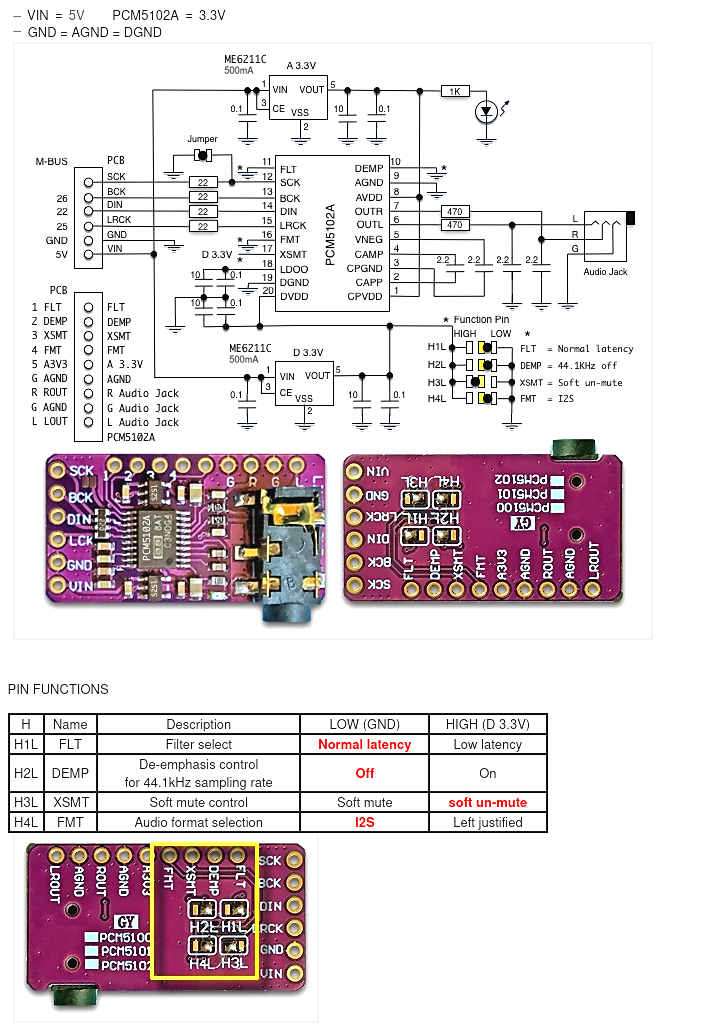 – VIN = 5V PCM5102A = 3.3V
– GND = AGND = DGND
ME6211C
500mA
A 3.3V
1 VIN VOUT 5
3 CE VSS
2
0.1
10
0.1
1K
Jumper
M-BUS
PCB
SCK
26 BCK
22 DIN
25 LRCK
GND GND
5V VIN
22
22
22
22
PCM5102A
* 11 FLT
12 SCK
13 BCK
14 DIN
15 LRCK
* 16 FMT
* 17 XSMT
18 LDOO
19 DGND
20 DVDD
DEMP 10 *
AGND 9
AVDD 8
OUTR 7
OUTL 6
VNEG 5
CAMP 4
CPGND 3
CAPP 2
CPVDD 1
470
470
2.2
2.2
2.2
2.2
L
R
G
Audio Jack
D 3.3V
10
0.1
10
0.1
PCB
1 FLT FLT
2 DEMP DEMP
3 XSMT XSMT
4 FMT FMT
5 A3V3 A 3.3V
G AGND AGND
R ROUT R Audio Jack
G AGND G Audio Jack
L LOUT L Audio Jack
PCM5102A
ME6211C
500mA
D 3.3V
1 VIN VOUT 5
3 CE VSS
2
0.1
10
0.1
* Function Pin
HIGH LOW *
H1L FLT = Normal latency
H2L DEMP = 44.1KHz off
H3L XSMT = Soft un-mute
H4L FMT = I2S
SCK
BCK
DIN
LCK
GND
VIN
1 2 3 4
G R G L
PCM5102A
VIN
GND
LRCK
DIN
BCK
SCK
H4L H3L
H2L H1L
PCM5102
PCM5101
PCM5100
GY
FLT
DEMP
XSMT
FMT
A3V3
AGND
ROUT
AGND
LROUT
PIN FUNCTIONS
H Name Description LOW (GND) HIGH (D 3.3V)
H1L FLT Filter select Normal latency Low latency
H2L DEMP De-emphasis control
for 44.1kHz sampling rate Off On
H3L XSMT Soft mute control Soft mute soft un-mute
H4L FMT Audio format selection I2S Left justified
LROUT
AGND
ROUT
AGND
A3V3
FMT
XSMT
DEMP
FLT
SCK
BCK
DIN
LRCK
GND
VIN
GY
PCM5100
PCM5101
PCM5102
H2L H1L
H4L H3L